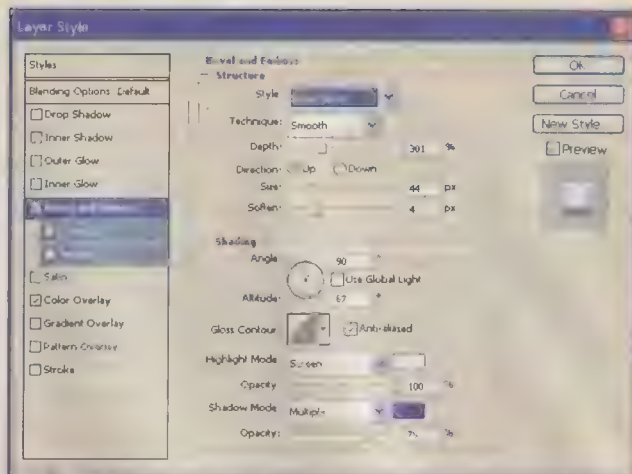 Layer Style
Styles
Blending Options: Default
Drop Shadow
Inner Shadow
Outer Glow
Inner Glow
Satin
Color Overlay
Gradient Overlay
Pattern Overlay
Stroke
Bevel and Emboss
Structure
Style
Technique: Smooth
Depth: 301 %
Direction: Up Down
Size: 44 px
Soften: 4 px
Shading
Angle 90 °
Use Global Light
Altitude: 67 °
Gloss Contour Anti-aliased
Highlight Mode Screen
Opacity 100 %
Shadow Mode Multiply
Opacity: 75 %
OK
Cancel
New Style
Preview